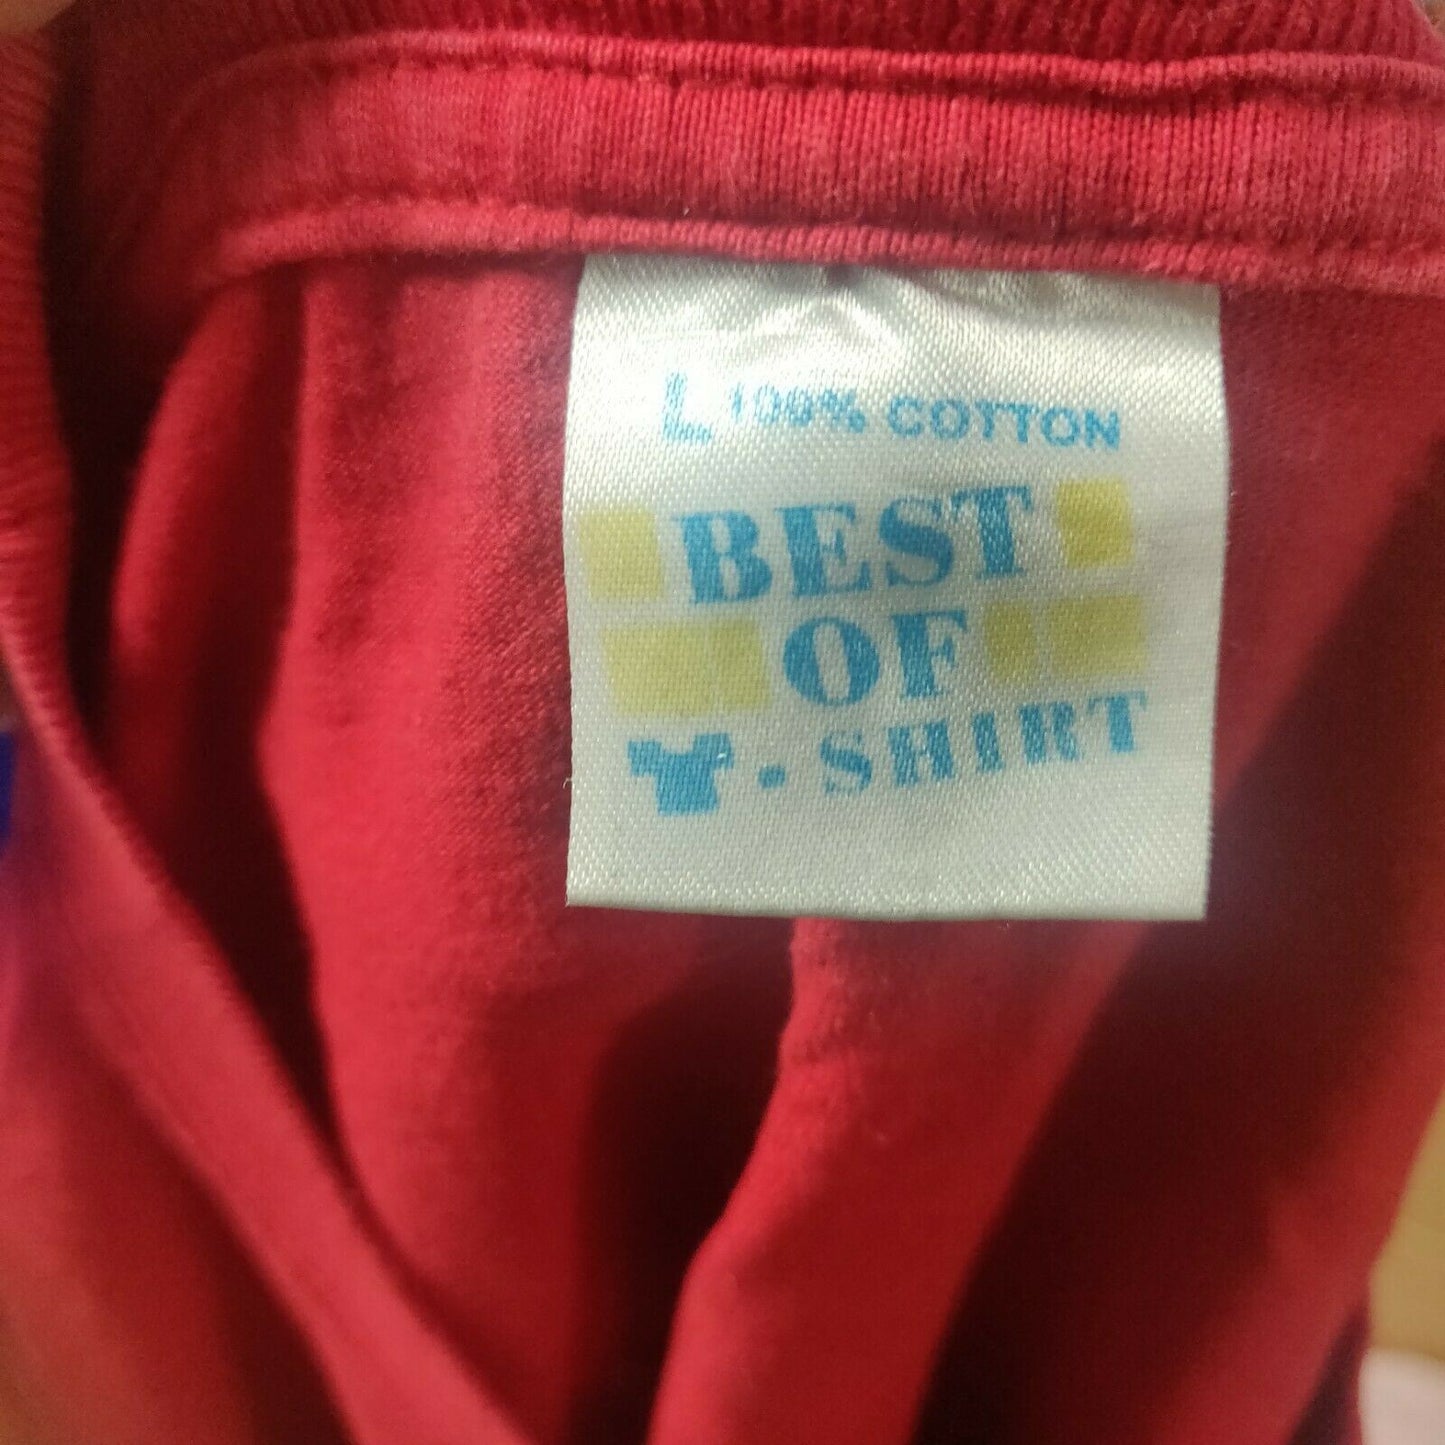 L 100% COTTON
BEST
OF
- SHIRT